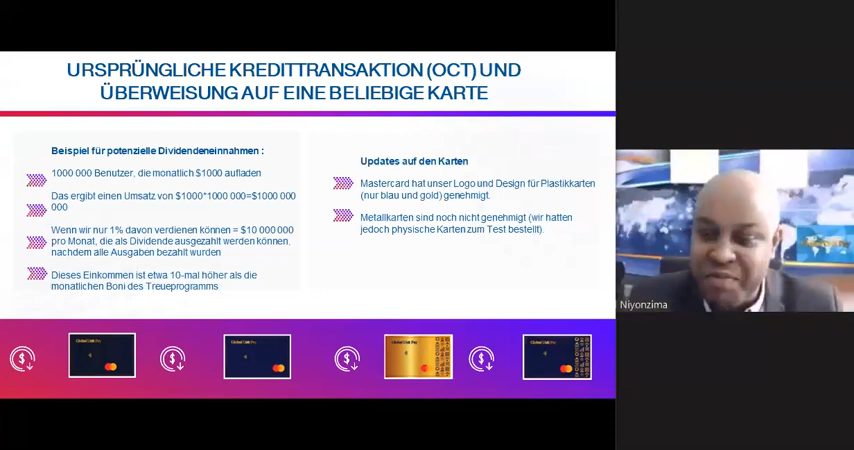 URSPRÜNGLICHE KREDITTRANSAKTION (OCT) UND
ÜBERWEISUNG AUF EINE BELIEBIGE KARTE
Beispiel für potenzielle Dividendeneinnahmen :
1000 000 Benutzer, die monatlich $1000 aufladen
Das ergibt einen Umsatz von $1000*1000 000=$1000 000
000
Wenn wir nur 1% davon verdienen können = $10 000 000
pro Monat, die als Dividende ausgezahlt werden können,
nachdem alle Ausgaben bezahlt wurden
Dieses Einkommen ist etwa 10-mal höher als die
monatlichen Boni des Treueprogramms
Updates auf den Karten
Mastercard hat unser Logo und Design für Plastikkarten
(nur blau und gold) genehmigt.
Metallkarten sind noch nicht genehmigt (wir hatten
jedoch physische Karten zum Test bestellt).
Niyonzima